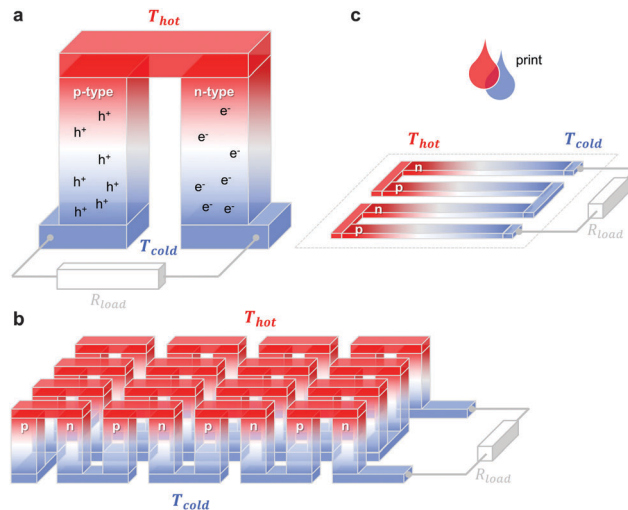 a
T_hot
p-type
n-type
h⁺
h⁺
h⁺
h⁺
h⁺
h⁺
h⁺
e⁻
e⁻
e⁻
e⁻
e⁻
e⁻
T_cold
R_load
c
print
T_hot
T_cold
n
p
n
p
R_load
b
T_hot
p n p n p n p n
R_load
T_cold